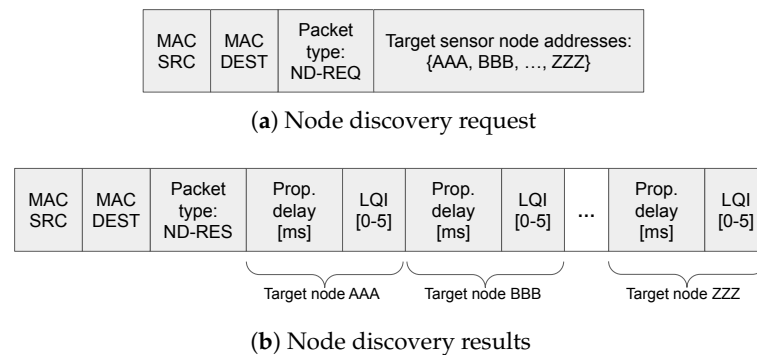 MAC SRC
MAC DEST
Packet type: ND-REQ
Target sensor node addresses:
{AAA, BBB, ..., ZZZ}
(a) Node discovery request
MAC SRC
MAC DEST
Packet type: ND-RES
Prop. delay [ms]
LQI [0-5]
Prop. delay [ms]
LQI [0-5]
...
Prop. delay [ms]
LQI [0-5]
Target node AAA
Target node BBB
Target node ZZZ
(b) Node discovery results